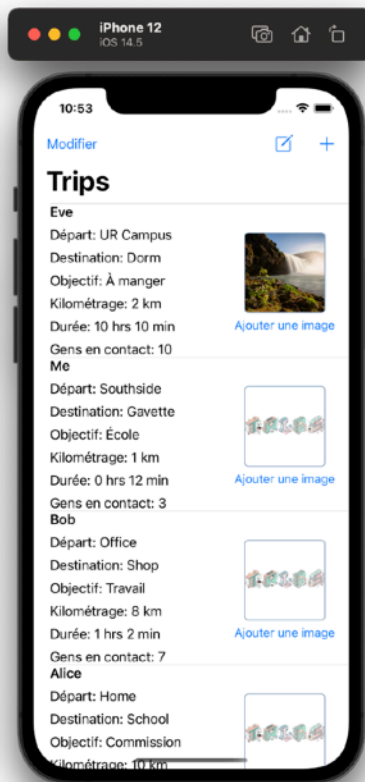 iPhone 12
iOS 14.5
10:53
Modifier
Trips
Eve
Départ: UR Campus
Destination: Dorm
Objectif: À manger
Kilométrage: 2 km
Durée: 10 hrs 10 min
Ajouter une image
Gens en contact: 10
Me
Départ: Southside
Destination: Gavette
Objectif: École
Kilométrage: 1 km
Durée: 0 hrs 12 min
Ajouter une image
Gens en contact: 3
Bob
Départ: Office
Destination: Shop
Objectif: Travail
Kilométrage: 8 km
Durée: 1 hrs 2 min
Ajouter une image
Gens en contact: 7
Alice
Départ: Home
Destination: School
Objectif: Commission
Kilométrage: 10 km